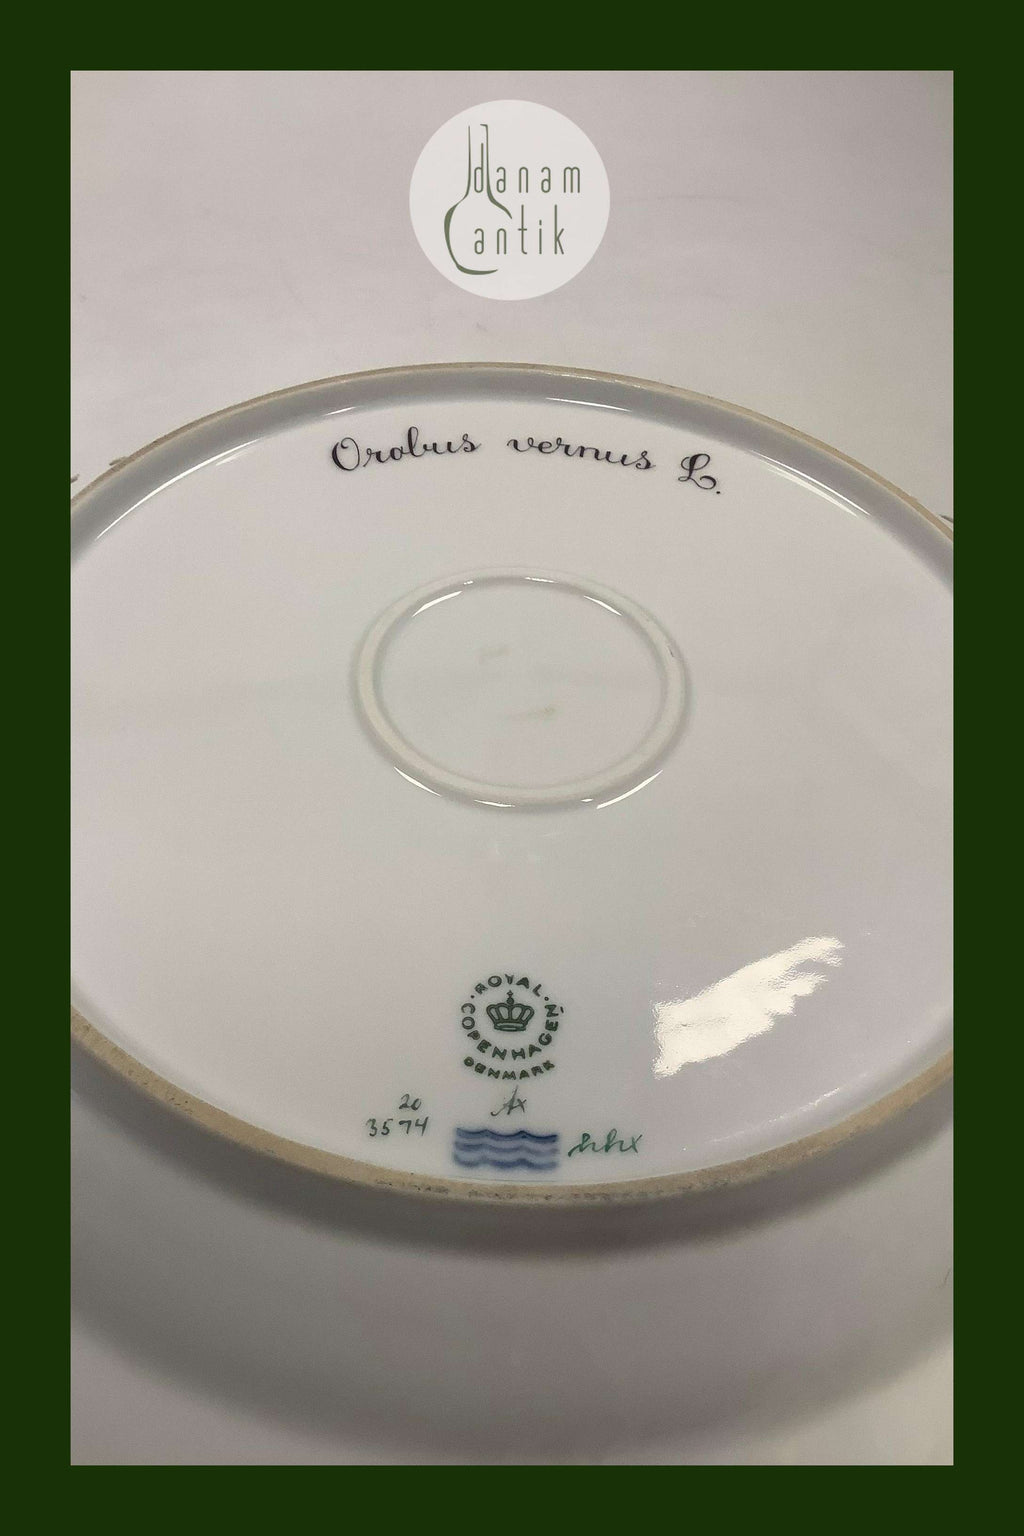 danam
antik
Orobus vernus L.
ROYAL COPENHAGEN
DENMARK
20
3574